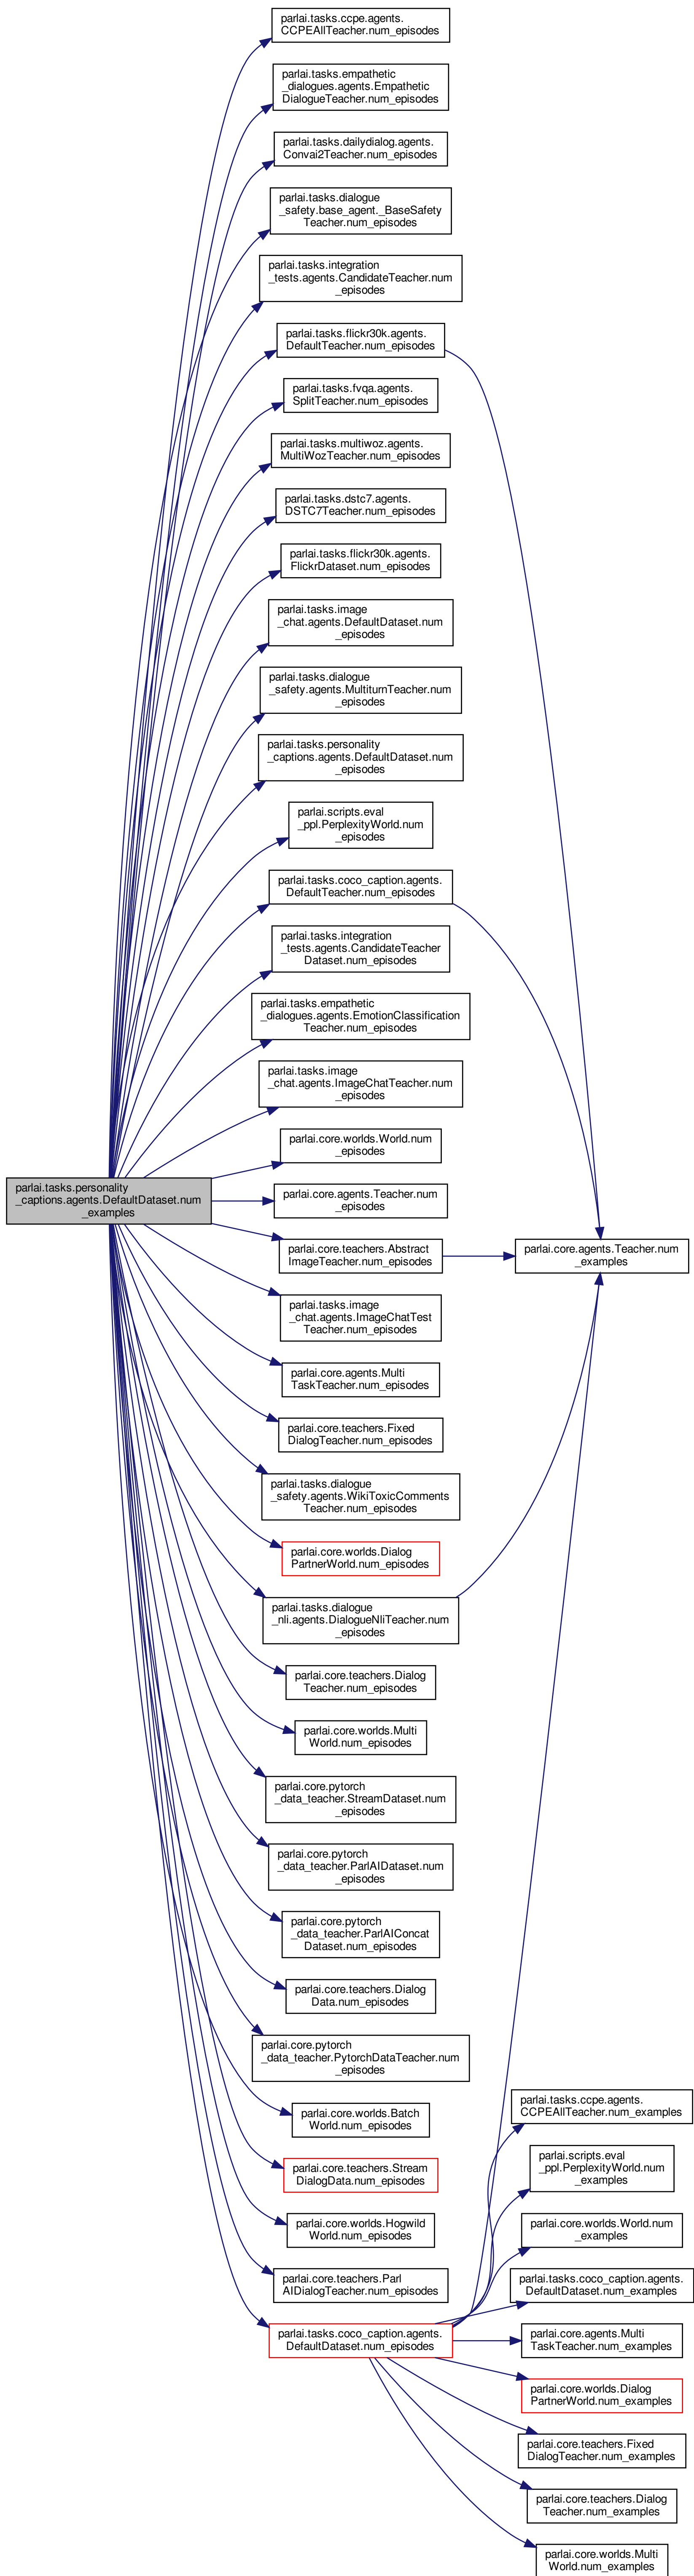 parlai.tasks.ccpe.agents.
CCPEAllTeacher.num_episodes
parlai.tasks.empathetic
_dialogues.agents.Empathetic
DialogueTeacher.num_episodes
parlai.tasks.dailydialog.agents.
Convai2Teacher.num_episodes
parlai.tasks.dialogue
_safety.base_agent._BaseSafety
Teacher.num_episodes
parlai.tasks.integration
_tests.agents.CandidateTeacher.num
_episodes
parlai.tasks.flickr30k.agents.
DefaultTeacher.num_episodes
parlai.tasks.fvqa.agents.
SplitTeacher.num_episodes
parlai.tasks.multiwoz.agents.
MultiWozTeacher.num_episodes
parlai.tasks.dstc7.agents.
DSTC7Teacher.num_episodes
parlai.tasks.flickr30k.agents.
FlickrDataset.num_episodes
parlai.tasks.image
_chat.agents.DefaultDataset.num
_episodes
parlai.tasks.dialogue
_safety.agents.MultiturnTeacher.num
_episodes
parlai.tasks.personality
_captions.agents.DefaultDataset.num
_episodes
parlai.scripts.eval
_ppl.PerplexityWorld.num
_episodes
parlai.tasks.coco_caption.agents.
DefaultTeacher.num_episodes
parlai.tasks.integration
_tests.agents.CandidateTeacher
Dataset.num_episodes
parlai.tasks.empathetic
_dialogues.agents.EmotionClassification
Teacher.num_episodes
parlai.tasks.image
_chat.agents.ImageChatTeacher.num
_episodes
parlai.core.worlds.World.num
_episodes
parlai.tasks.personality
_captions.agents.DefaultDataset.num
_examples
parlai.core.agents.Teacher.num
_episodes
parlai.core.teachers.Abstract
ImageTeacher.num_episodes
parlai.core.agents.Teacher.num
_examples
parlai.tasks.image
_chat.agents.ImageChatTest
Teacher.num_episodes
parlai.core.agents.Multi
TaskTeacher.num_episodes
parlai.core.teachers.Fixed
DialogTeacher.num_episodes
parlai.tasks.dialogue
_safety.agents.WikiToxicComments
Teacher.num_episodes
parlai.core.worlds.Dialog
PartnerWorld.num_episodes
parlai.tasks.dialogue
_nli.agents.DialogueNliTeacher.num
_episodes
parlai.core.teachers.Dialog
Teacher.num_episodes
parlai.core.worlds.Multi
World.num_episodes
parlai.core.pytorch
_data_teacher.StreamDataset.num
_episodes
parlai.core.pytorch
_data_teacher.ParlAIDataset.num
_episodes
parlai.core.pytorch
_data_teacher.ParlAIConcat
Dataset.num_episodes
parlai.core.teachers.Dialog
Data.num_episodes
parlai.core.pytorch
_data_teacher.PytorchDataTeacher.num
_episodes
parlai.core.worlds.Batch
World.num_episodes
parlai.core.teachers.Stream
DialogData.num_episodes
parlai.core.worlds.Hogwild
World.num_episodes
parlai.core.teachers.Parl
AIDialogTeacher.num_episodes
parlai.tasks.coco_caption.agents.
DefaultDataset.num_episodes
parlai.tasks.ccpe.agents.
CCPEAllTeacher.num_examples
parlai.scripts.eval
_ppl.PerplexityWorld.num
_examples
parlai.core.worlds.World.num
_examples
parlai.tasks.coco_caption.agents.
DefaultDataset.num_examples
parlai.core.agents.Multi
TaskTeacher.num_examples
parlai.core.worlds.Dialog
PartnerWorld.num_examples
parlai.core.teachers.Fixed
DialogTeacher.num_examples
parlai.core.teachers.Dialog
Teacher.num_examples
parlai.core.worlds.Multi
World.num_examples